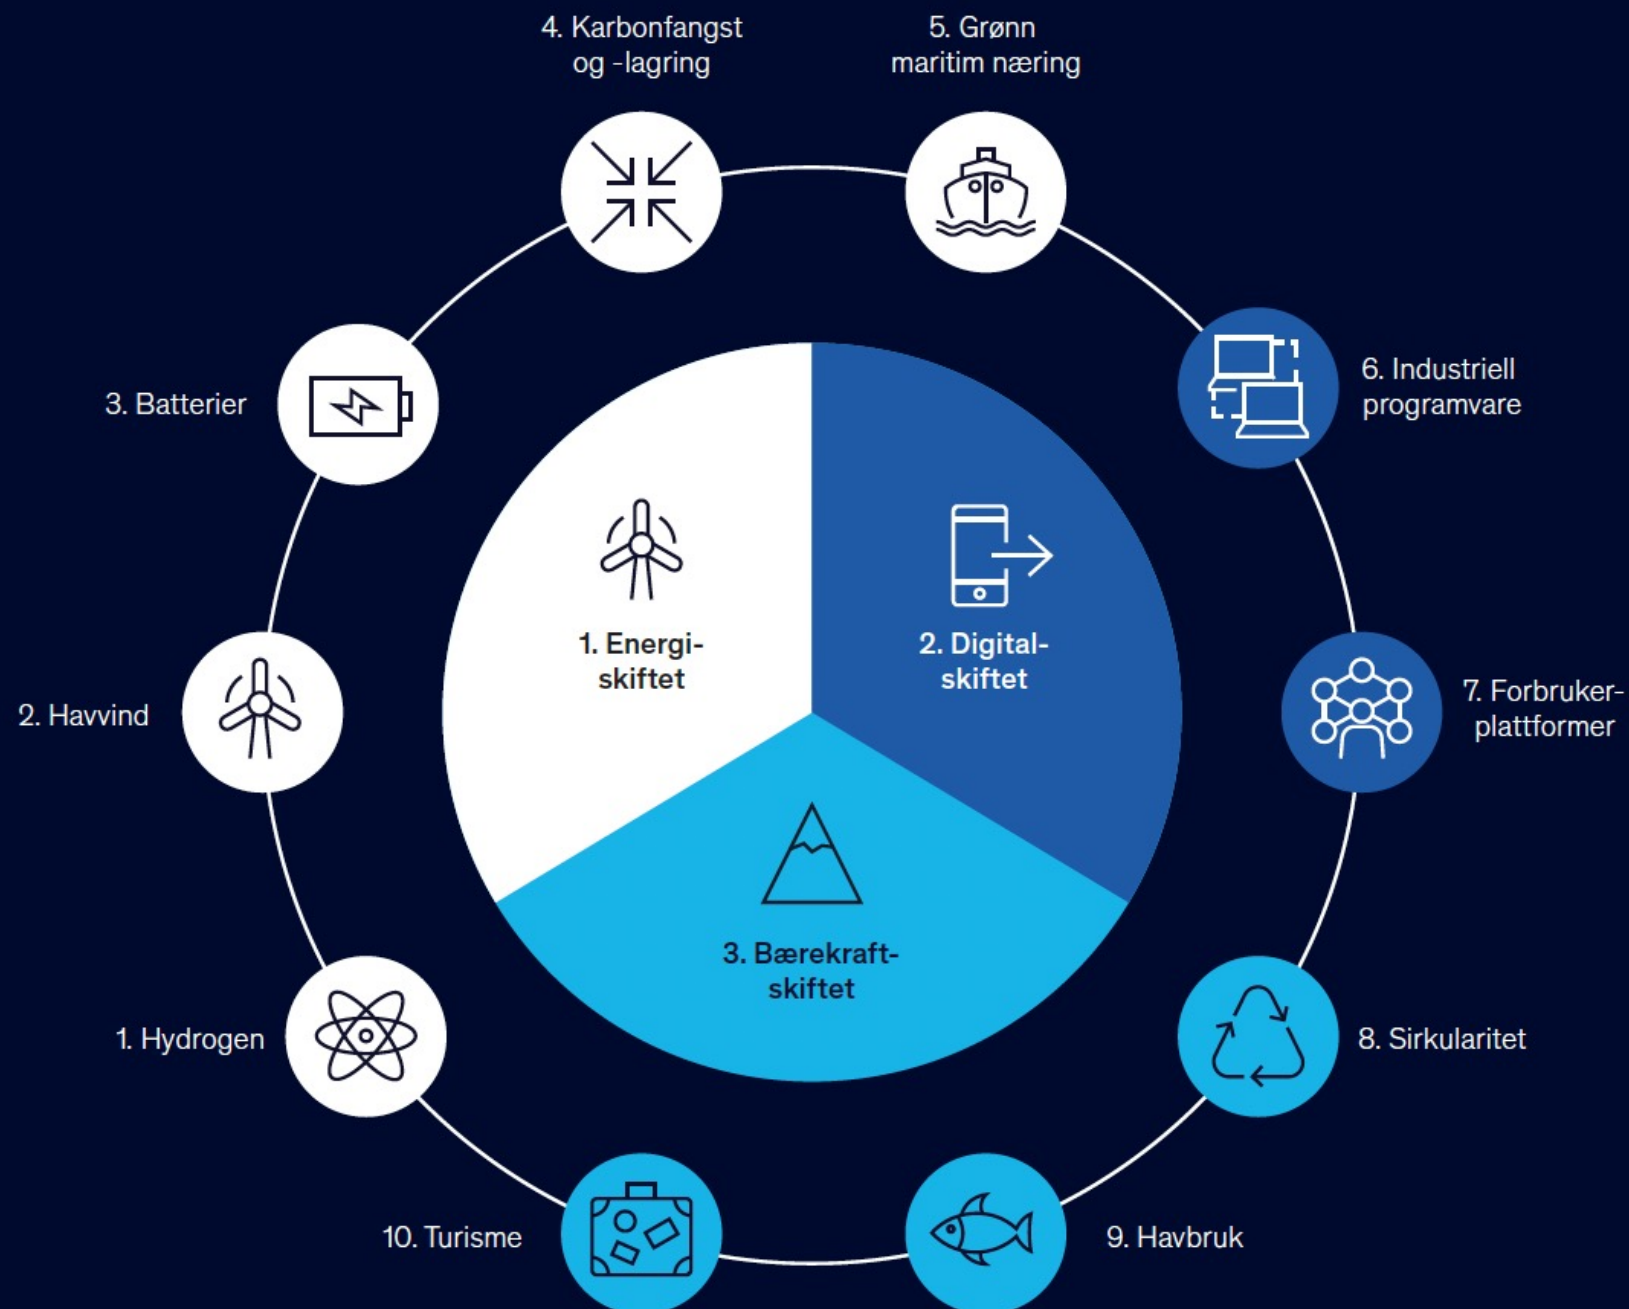 4. Karbonfangst
og -lagring
5. Grønn
maritim næring
3. Batterier
6. Industriell
programvare
1. Energi-
skiftet
2. Digital-
skiftet
2. Havvind
7. Forbruker-
plattformer
3. Bærekraft-
skiftet
1. Hydrogen
8. Sirkularitet
10. Turisme
9. Havbruk